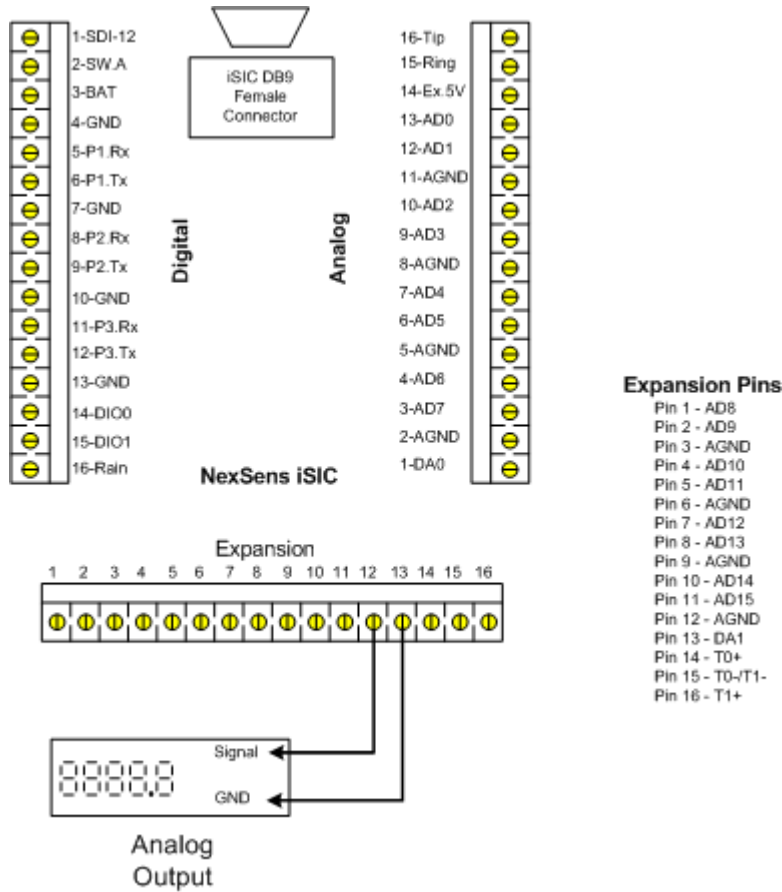 1-SDI-12
2-SW.A
3-BAT
4-GND
5-P1.Rx
6-P1.Tx
7-GND
8-P2.Rx
9-P2.Tx
10-GND
11-P3.Rx
12-P3.Tx
13-GND
14-DIO0
15-DIO1
16-Rain
iSIC DB9
Female
Connector
Digital
Analog
16-Tip
15-Ring
14-Ex.5V
13-AD0
12-AD1
11-AGND
10-AD2
9-AD3
8-AGND
7-AD4
6-AD5
5-AGND
4-AD6
3-AD7
2-AGND
1-DA0
NexSens iSIC
Expansion Pins
Pin 1 - AD8
Pin 2 - AD9
Pin 3 - AGND
Pin 4 - AD10
Pin 5 - AD11
Pin 6 - AGND
Pin 7 - AD12
Pin 8 - AD13
Pin 9 - AGND
Pin 10 - AD14
Pin 11 - AD15
Pin 12 - AGND
Pin 13 - DA1
Pin 14 - T0+
Pin 15 - T0-/T1-
Pin 16 - T1+
Expansion
1 2 3 4 5 6 7 8 9 10 11 12 13 14 15 16
8888.8
Signal
GND
Analog
Output